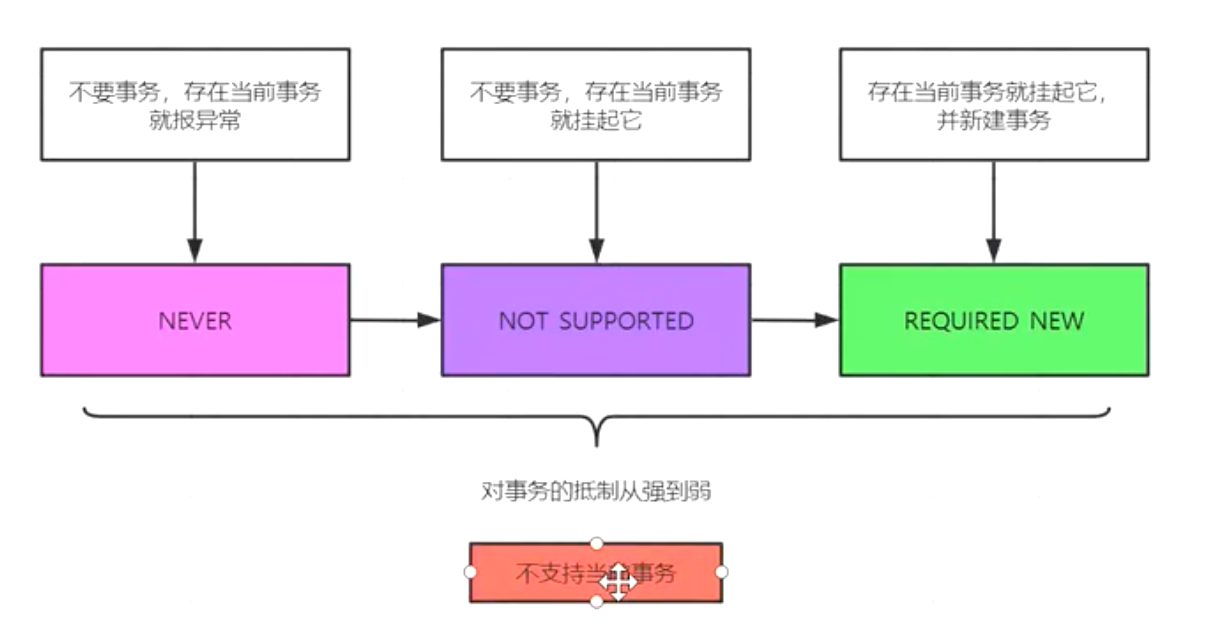 不要事务，存在当前事务
就报异常
不要事务，存在当前事务
就挂起它
存在当前事务就挂起它，
并新建事务
NEVER
NOT SUPPORTED
REQUIRED NEW
对事务的抵制从强到弱
不支持当前事务